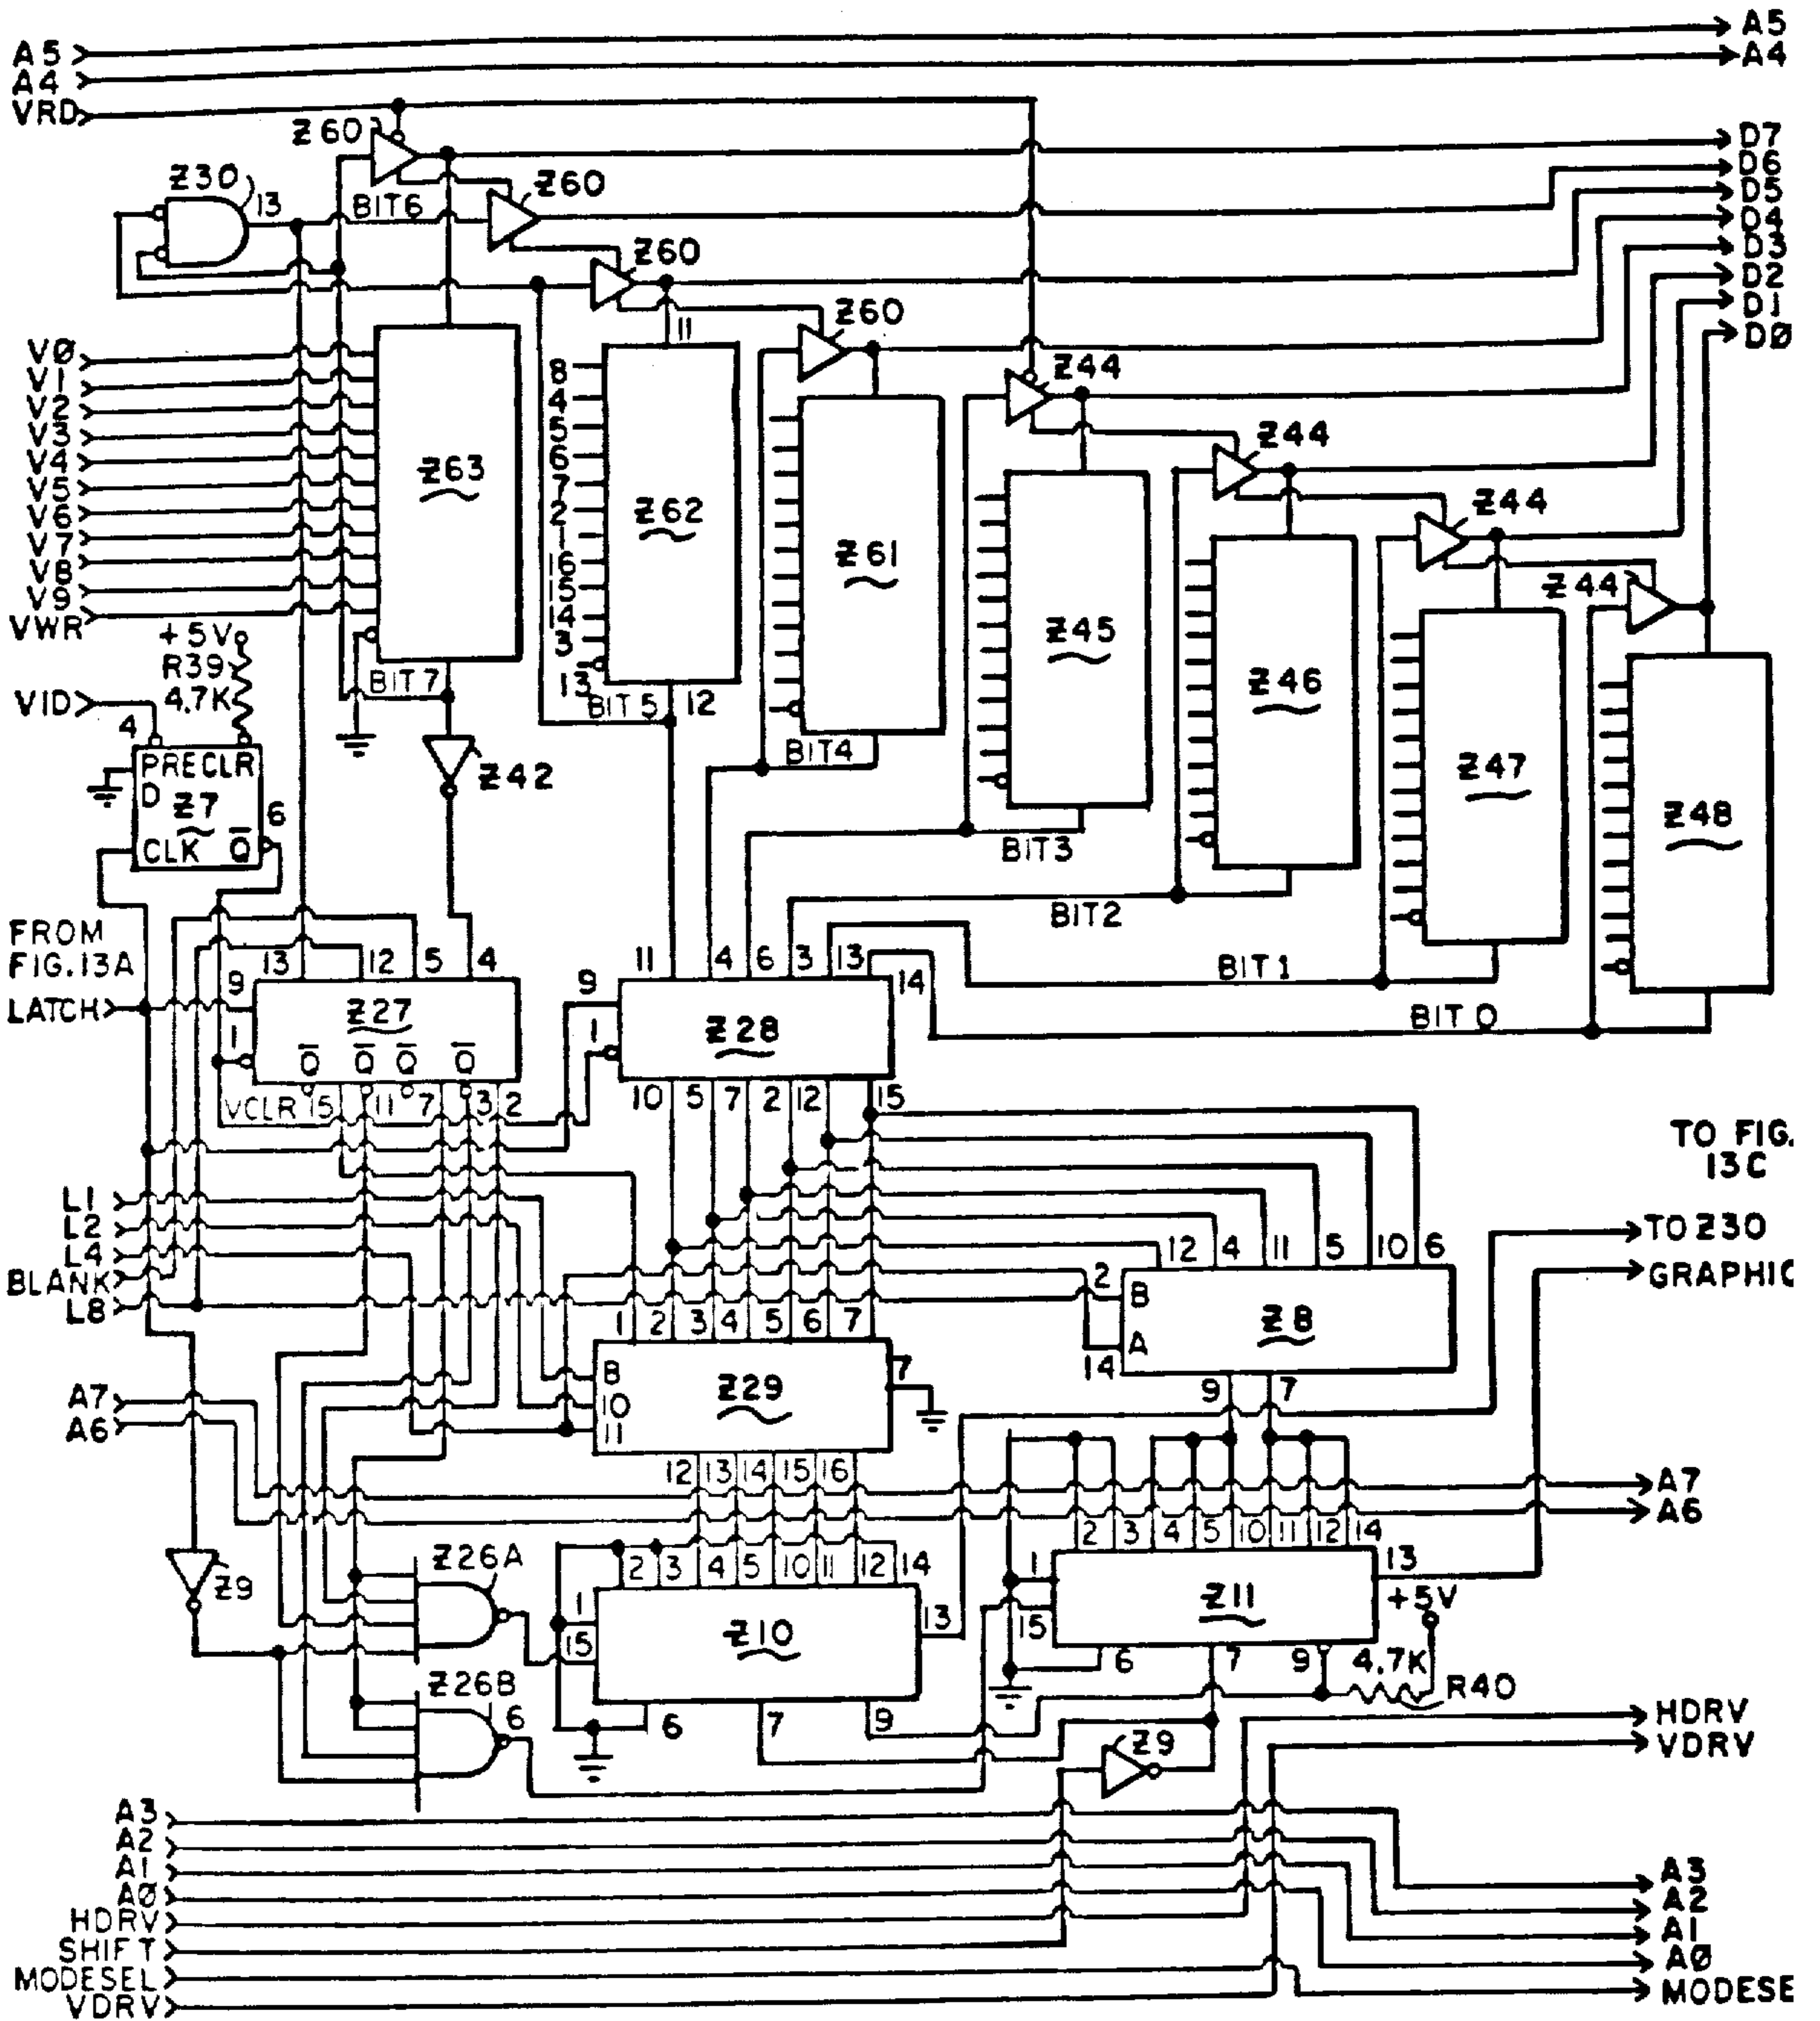 A5 A5
A4 A4
VRD
Z60 D7
Z30 13 Z60 D6
BIT6 D5
Z60 D4
D3
D2
Z60 D1
11 DØ
VØ
V1 8 Z44
V2 4
V3 5 Z44
V4 Z63 6
V5 7 Z44
V6 2 Z62
V7 1 Z61
V8 16 Z44
V9 15
VWR 14 Z45
+5V 3
R39 13
4.7K BIT7 BIT5 12 Z46
VID
4 BIT4
PRE CLR Z42 Z47
D Z7 6 Z48
CLK Q̅ BIT3
BIT2
FROM
FIG.13A 13 12 5 4 11 4 6 3 13 14 BIT1
9 9
LATCH Z27 Z28 BIT 0
1 1
Q̅ Q̅ Q̅ Q̅
VCLR 15 11 7 3 2 10 5 7 2 12 15
TO FIG.
13C
L1
L2 TO Z30
L4 12 4 11 5 10 6
BLANK 2 GRAPHIC
L8 B Z8
1 2 3 4 5 6 7 A
14
8 Z29 7 9 7
A7 10
A6 11
12 13 14 15 16 A7
A6
2 3 4 5 10 11 12 14
Z26A 2 3 4 5 10 11 12 14 1 13
Z9 Z11 +5V
1 Z10 13 15
15 6 7 9 4.7K
Z26B R40
6 6 7 9 HDRV
Z9 VDRV
A3
A2
A1 A3
AØ A2
HDRV A1
SHIFT AØ
MODESEL MODESE
VDRV